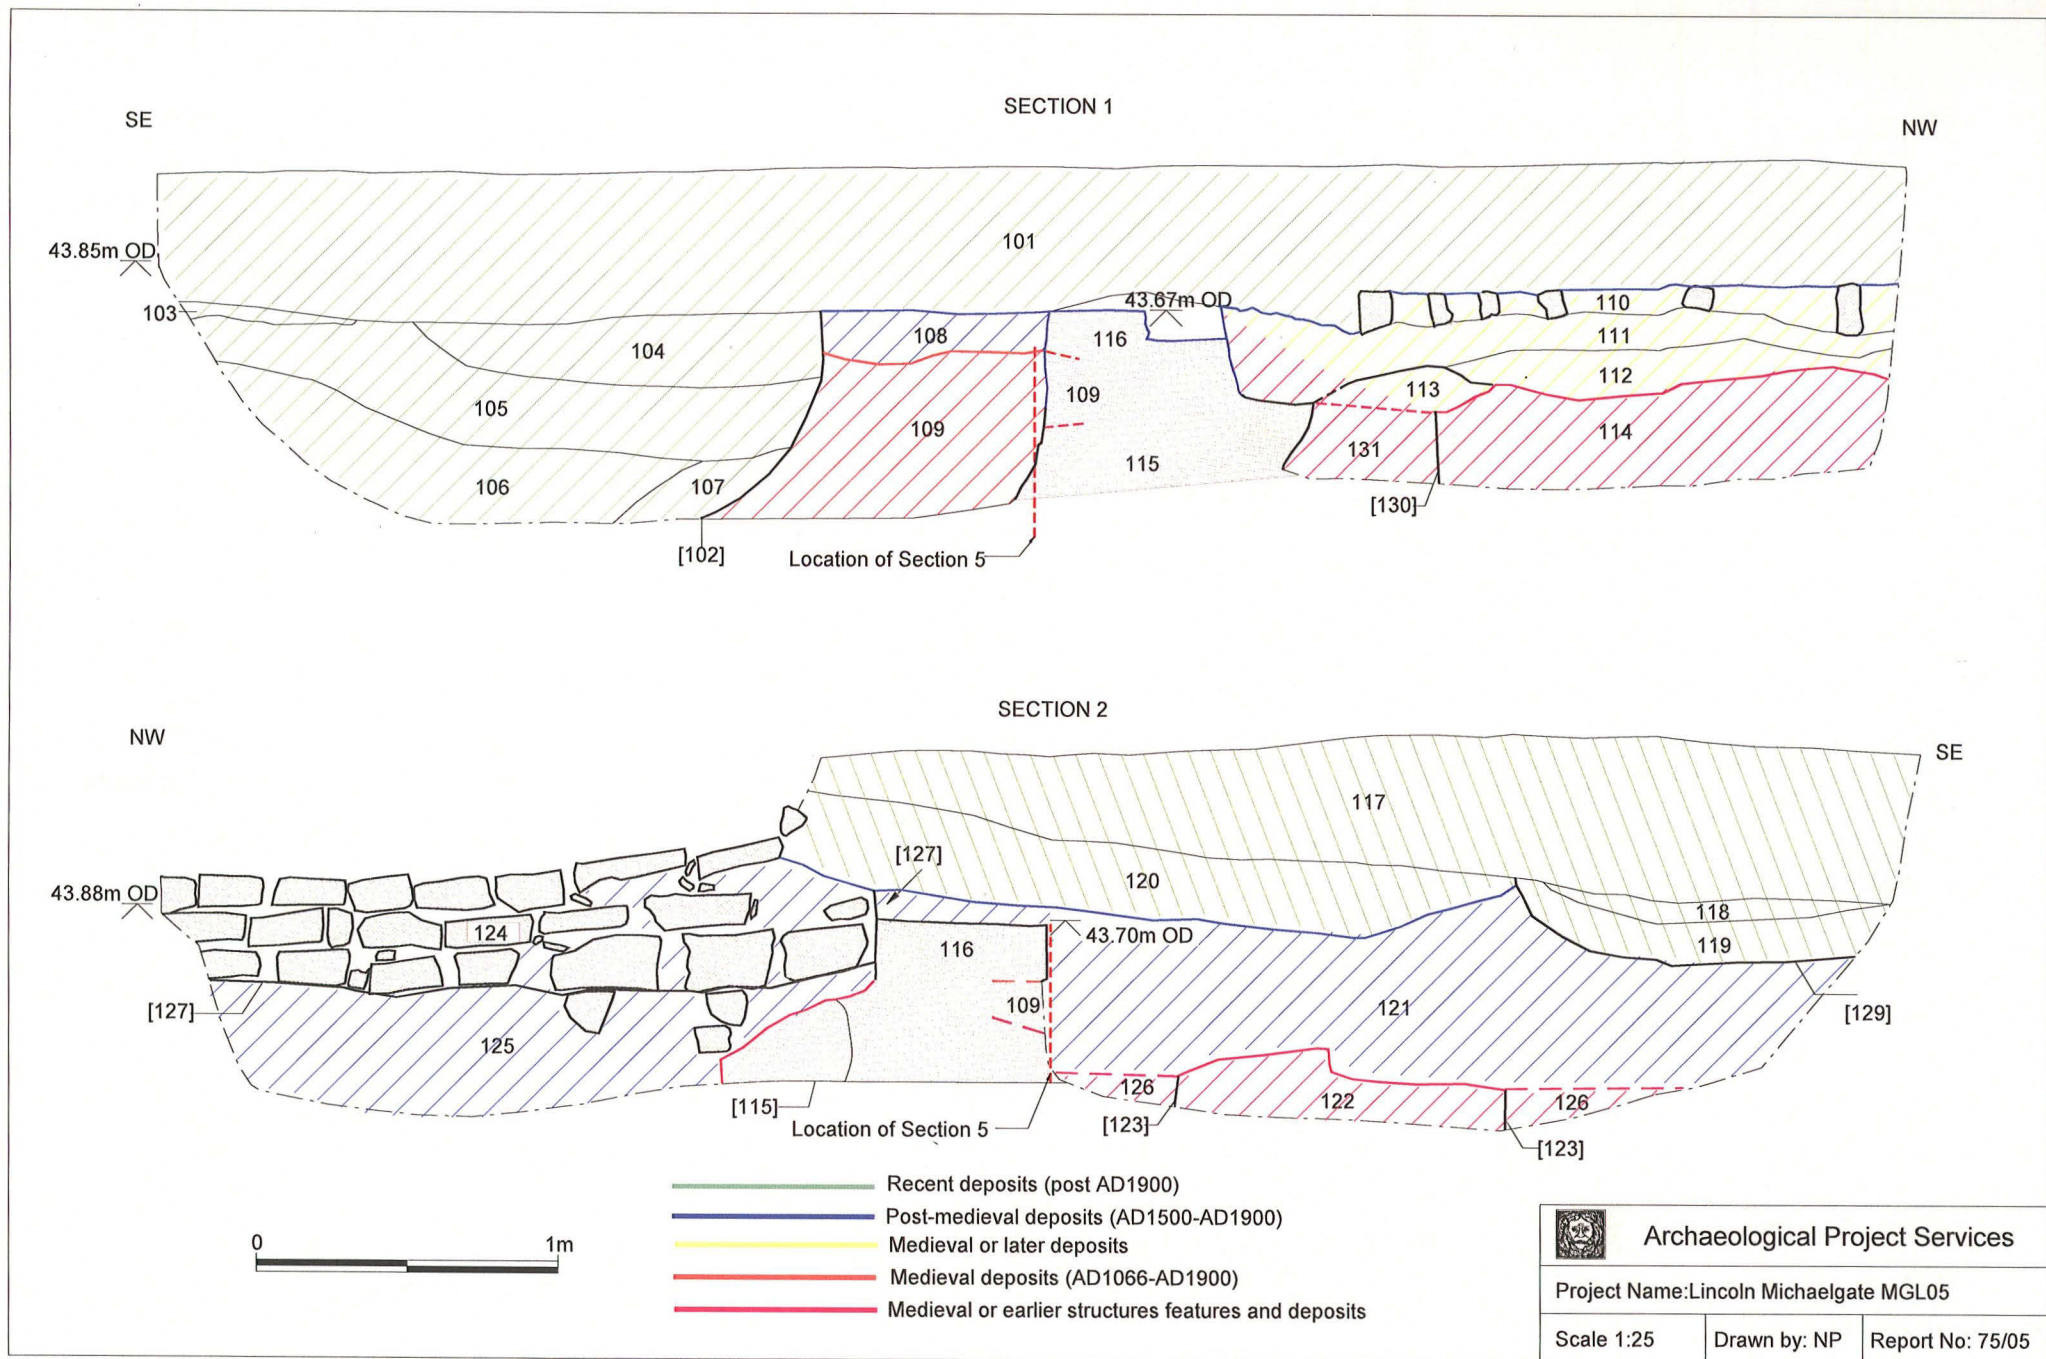 SECTION 1
SE
NW
101
43.85m OD
103
43.67m OD
110
108
116
111
104
112
113
109
105
109
114
131
115
106
107
[130]
[102]
Location of Section 5
SECTION 2
NW
SE
117
[127]
120
43.88m OD
118
124
43.70m OD
119
116
109
121
[127]
[129]
125
126
122
126
[115]
[123]
Location of Section 5
[123]
Recent deposits (post AD1900)
Post-medieval deposits (AD1500-AD1900)
Medieval or later deposits
Medieval deposits (AD1066-AD1900)
Medieval or earlier structures features and deposits
0 1m
Archaeological Project Services
Project Name:Lincoln Michaelgate MGL05
Scale 1:25 Drawn by: NP Report No: 75/05